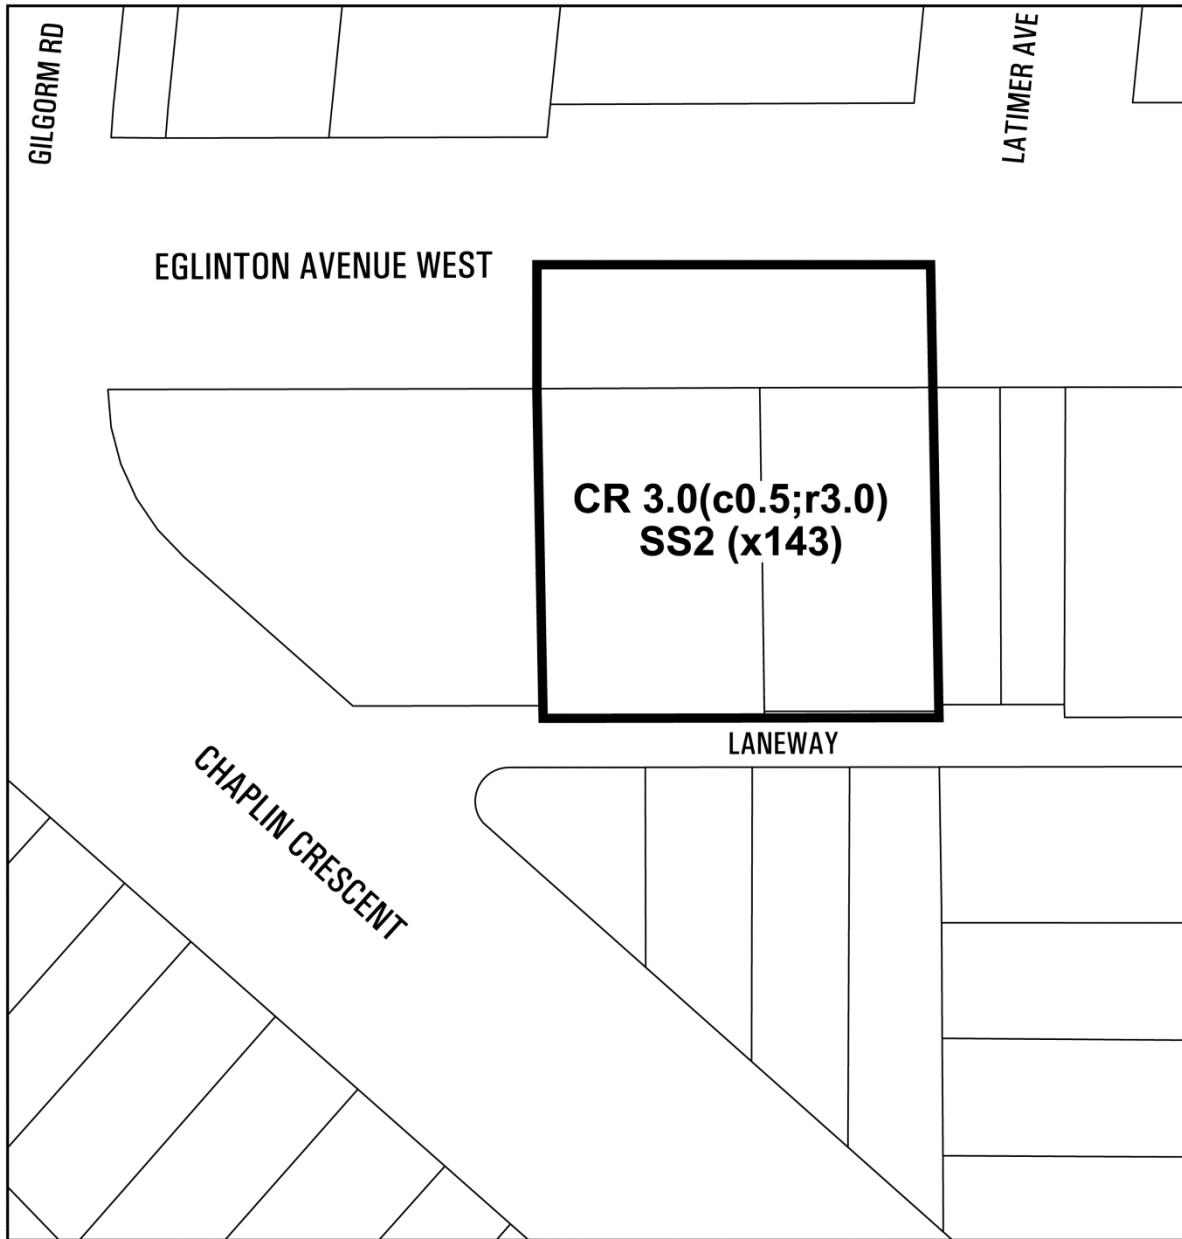 GILGORM RD
LATIMER AVE
EGLINTON AVENUE WEST
CR 3.0(c0.5;r3.0)
SS2 (x143)
LANEWAY
CHAPLIN CRESCENT